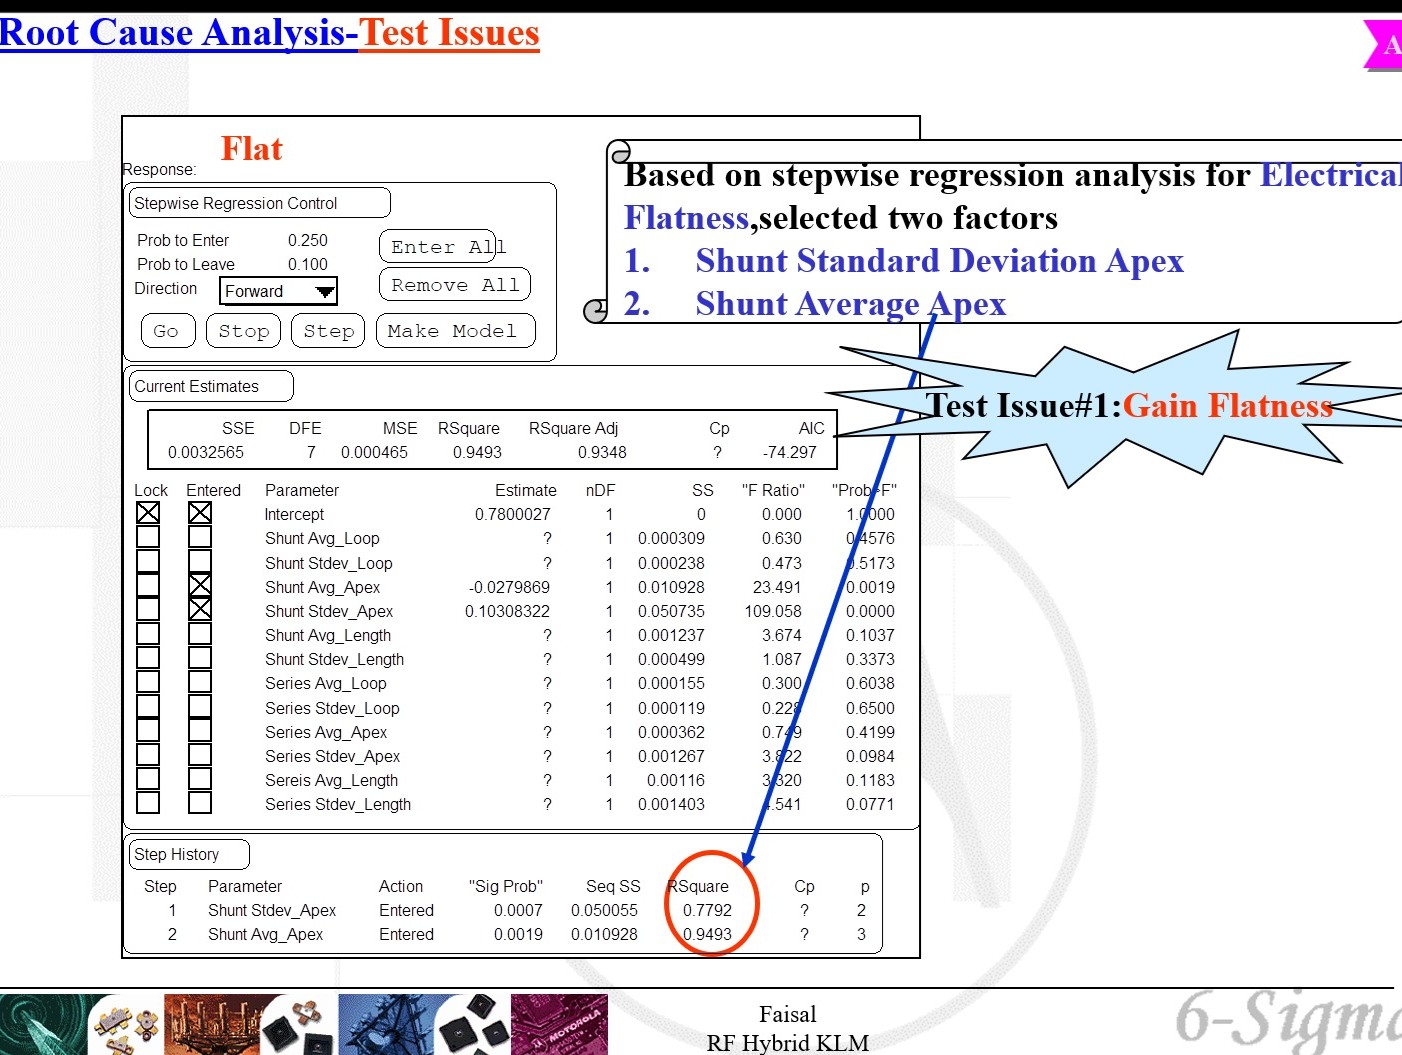 Root Cause Analysis-Test Issues
A
Flat
Response:
Stepwise Regression Control
Prob to Enter 0.250
Prob to Leave 0.100
Direction Forward
Enter All
Remove All
Go Stop Step Make Model
Based on stepwise regression analysis for Electrical
Flatness,selected two factors
1. Shunt Standard Deviation Apex
2. Shunt Average Apex
Test Issue#1:Gain Flatness
Current Estimates
SSE DFE MSE RSquare RSquare Adj Cp AIC
0.0032565 7 0.000465 0.9493 0.9348 ? -74.297
Lock Entered Parameter Estimate nDF SS "F Ratio" "Prob>F"
Intercept 0.7800027 1 0 0.000 1.0000
Shunt Avg_Loop ? 1 0.000309 0.630 0.4576
Shunt Stdev_Loop ? 1 0.000238 0.473 0.5173
Shunt Avg_Apex -0.0279869 1 0.010928 23.491 0.0019
Shunt Stdev_Apex 0.10308322 1 0.050735 109.058 0.0000
Shunt Avg_Length ? 1 0.001237 3.674 0.1037
Shunt Stdev_Length ? 1 0.000499 1.087 0.3373
Series Avg_Loop ? 1 0.000155 0.300 0.6038
Series Stdev_Loop ? 1 0.000119 0.228 0.6500
Series Avg_Apex ? 1 0.000362 0.749 0.4199
Series Stdev_Apex ? 1 0.001267 3.822 0.0984
Sereis Avg_Length ? 1 0.00116 3.320 0.1183
Series Stdev_Length ? 1 0.001403 4.541 0.0771
Step History
Step Parameter Action "Sig Prob" Seq SS RSquare Cp p
1 Shunt Stdev_Apex Entered 0.0007 0.050055 0.7792 ? 2
2 Shunt Avg_Apex Entered 0.0019 0.010928 0.9493 ? 3
MOTOROLA
Faisal
RF Hybrid KLM
6-Sigma